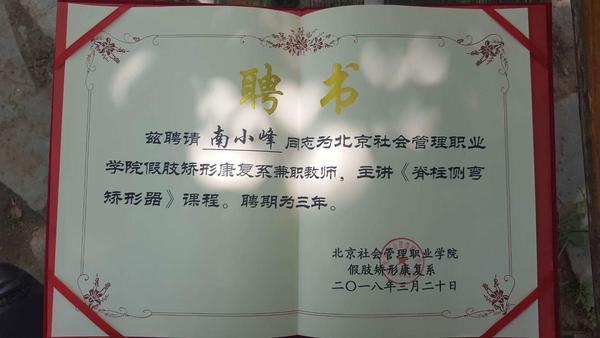 聘书
兹聘请 南小峰 同志为北京社会管理职业
学院假肢矫形康复系兼职教师，主讲《脊柱侧弯
矫形器》课程。聘期为三年。
北京社会管理职业学院
假肢矫形康复系
二〇一八年三月二十日